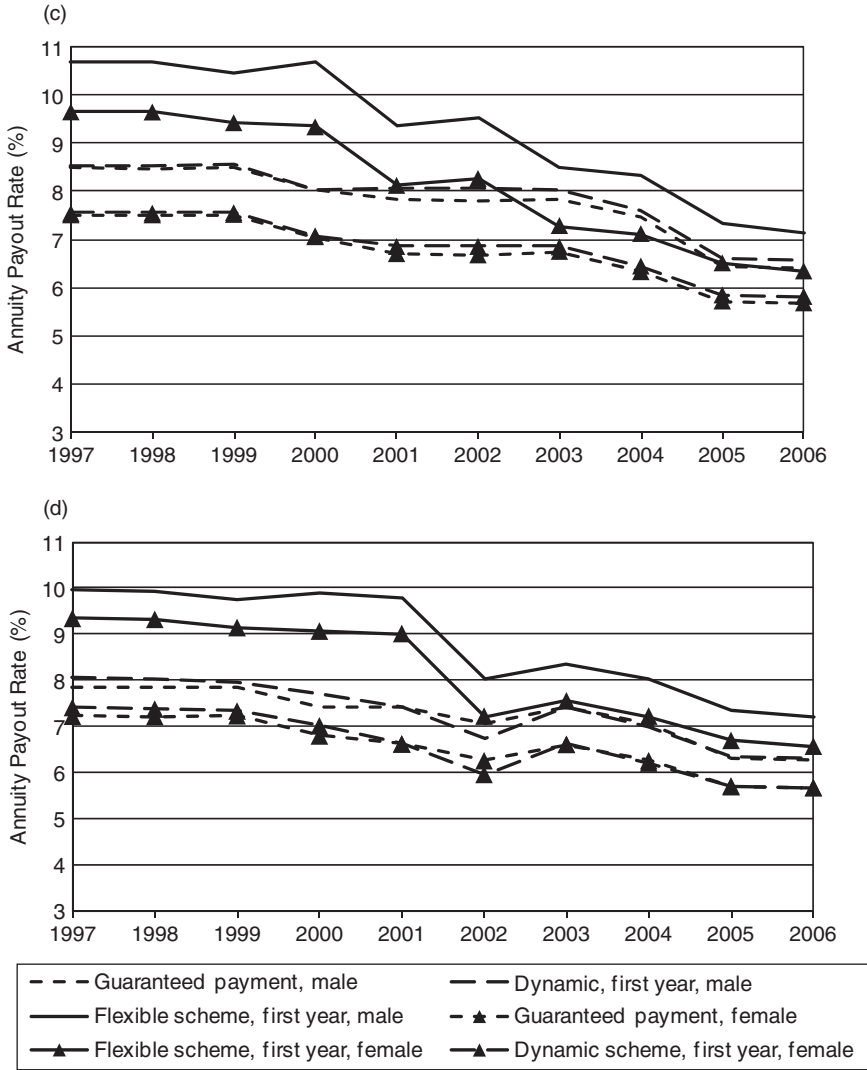 (c)
Annuity Payout Rate (%)
11
10
9
8
7
6
5
4
3
1997 1998 1999 2000 2001 2002 2003 2004 2005 2006
(d)
Annuity Payout Rate (%)
11
10
9
8
7
6
5
4
3
1997 1998 1999 2000 2001 2002 2003 2004 2005 2006
Guaranteed payment, male Dynamic, first year, male
Flexible scheme, first year, male Guaranteed payment, female
Flexible scheme, first year, female Dynamic scheme, first year, female